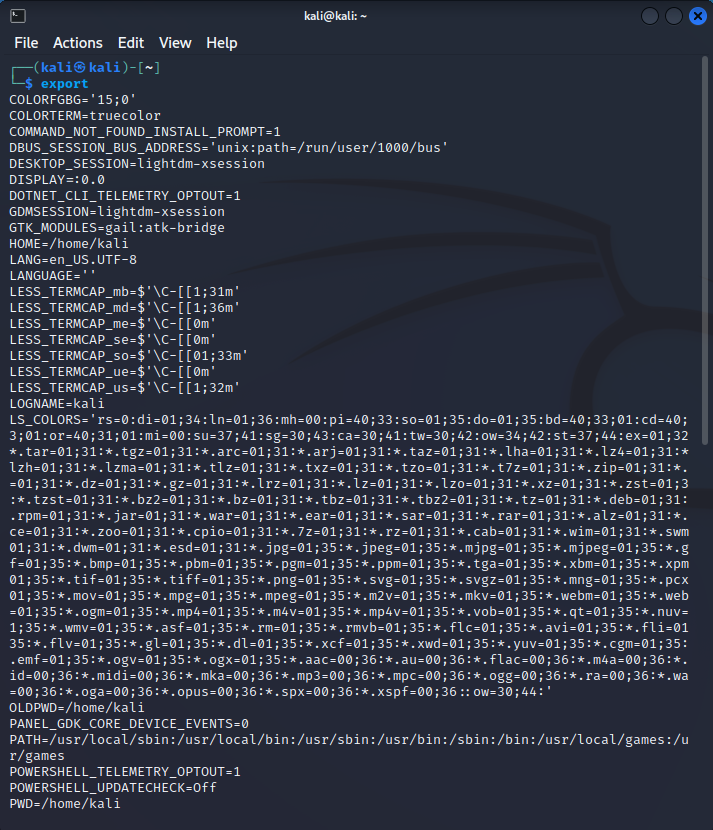 kali@kali: ~
File Actions Edit View Help
┌──(kali㉿kali)-[~]
└─$ export
COLORFGBG='15;0'
COLORTERM=truecolor
COMMAND_NOT_FOUND_INSTALL_PROMPT=1
DBUS_SESSION_BUS_ADDRESS='unix:path=/run/user/1000/bus'
DESKTOP_SESSION=lightdm-xsession
DISPLAY=:0.0
DOTNET_CLI_TELEMETRY_OPTOUT=1
GDMSESSION=lightdm-xsession
GTK_MODULES=gail:atk-bridge
HOME=/home/kali
LANG=en_US.UTF-8
LANGUAGE=''
LESS_TERMCAP_mb=$'\C-[[1;31m'
LESS_TERMCAP_md=$'\C-[[1;36m'
LESS_TERMCAP_me=$'\C-[[0m'
LESS_TERMCAP_se=$'\C-[[0m'
LESS_TERMCAP_so=$'\C-[[01;33m'
LESS_TERMCAP_ue=$'\C-[[0m'
LESS_TERMCAP_us=$'\C-[[1;32m'
LOGNAME=kali
LS_COLORS='rs=0:di=01;34:ln=01;36:mh=00:pi=40;33:so=01;35:do=01;35:bd=40;33;01:cd=40;
3;01:or=40;31;01:mi=00:su=37;41:sg=30;43:ca=30;41:tw=30;42:ow=34;42:st=37;44:ex=01;32
*.tar=01;31:*.tgz=01;31:*.arc=01;31:*.arj=01;31:*.taz=01;31:*.lha=01;31:*.lz4=01;31:*
lzh=01;31:*.lzma=01;31:*.tlz=01;31:*.txz=01;31:*.tzo=01;31:*.t7z=01;31:*.zip=01;31:*.
=01;31:*.dz=01;31:*.gz=01;31:*.lrz=01;31:*.lz=01;31:*.lzo=01;31:*.xz=01;31:*.zst=01;3
:*.tzst=01;31:*.bz2=01;31:*.bz=01;31:*.tbz=01;31:*.tbz2=01;31:*.tz=01;31:*.deb=01;31:
.rpm=01;31:*.jar=01;31:*.war=01;31:*.ear=01;31:*.sar=01;31:*.rar=01;31:*.alz=01;31:*.
ce=01;31:*.zoo=01;31:*.cpio=01;31:*.7z=01;31:*.rz=01;31:*.cab=01;31:*.wim=01;31:*.swm
01;31:*.dwm=01;31:*.esd=01;31:*.jpg=01;35:*.jpeg=01;35:*.mjpg=01;35:*.mjpeg=01;35:*.g
f=01;35:*.bmp=01;35:*.pbm=01;35:*.pgm=01;35:*.ppm=01;35:*.tga=01;35:*.xbm=01;35:*.xpm
01;35:*.tif=01;35:*.tiff=01;35:*.png=01;35:*.svg=01;35:*.svgz=01;35:*.mng=01;35:*.pcx
01;35:*.mov=01;35:*.mpg=01;35:*.mpeg=01;35:*.m2v=01;35:*.mkv=01;35:*.webm=01;35:*.web
=01;35:*.ogm=01;35:*.mp4=01;35:*.m4v=01;35:*.mp4v=01;35:*.vob=01;35:*.qt=01;35:*.nuv=
1;35:*.wmv=01;35:*.asf=01;35:*.rm=01;35:*.rmvb=01;35:*.flc=01;35:*.avi=01;35:*.fli=01
35:*.flv=01;35:*.gl=01;35:*.dl=01;35:*.xcf=01;35:*.xwd=01;35:*.yuv=01;35:*.cgm=01;35:
.emf=01;35:*.ogv=01;35:*.ogx=01;35:*.aac=00;36:*.au=00;36:*.flac=00;36:*.m4a=00;36:*.
id=00;36:*.midi=00;36:*.mka=00;36:*.mp3=00;36:*.mpc=00;36:*.ogg=00;36:*.ra=00;36:*.wa
=00;36:*.oga=00;36:*.opus=00;36:*.spx=00;36:*.xspf=00;36::ow=30;44:'
OLDPWD=/home/kali
PANEL_GDK_CORE_DEVICE_EVENTS=0
PATH=/usr/local/sbin:/usr/local/bin:/usr/sbin:/usr/bin:/sbin:/bin:/usr/local/games:/u
r/games
POWERSHELL_TELEMETRY_OPTOUT=1
POWERSHELL_UPDATECHECK=Off
PWD=/home/kali